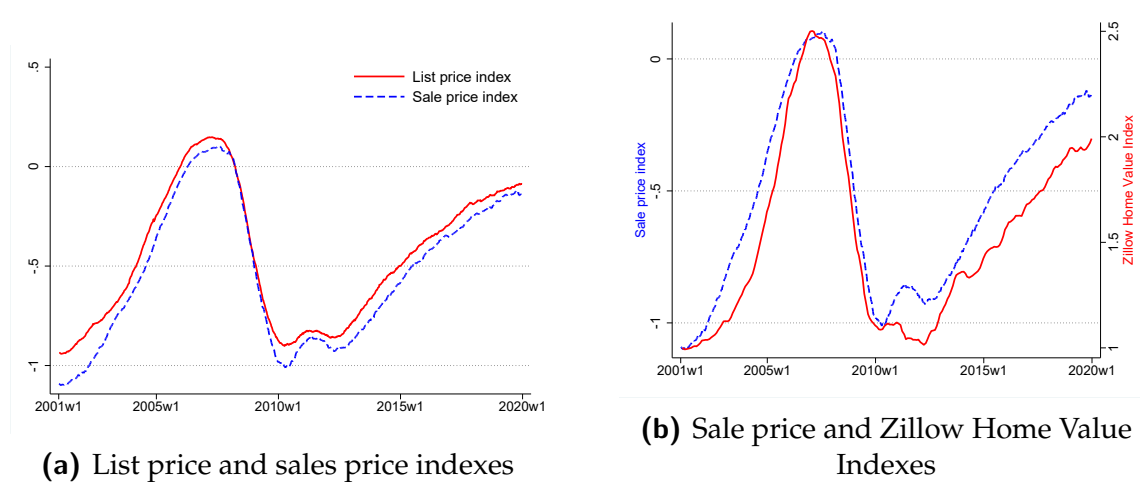 .5
0
-.5
-1
List price index
Sale price index
2001w1
2005w1
2010w1
2015w1
2020w1
(a) List price and sales price indexes
0
-.5
-1
Sale price index
2.5
2
1.5
1
Zillow Home Value Index
2001w1
2005w1
2010w1
2015w1
2020w1
(b) Sale price and Zillow Home Value
Indexes